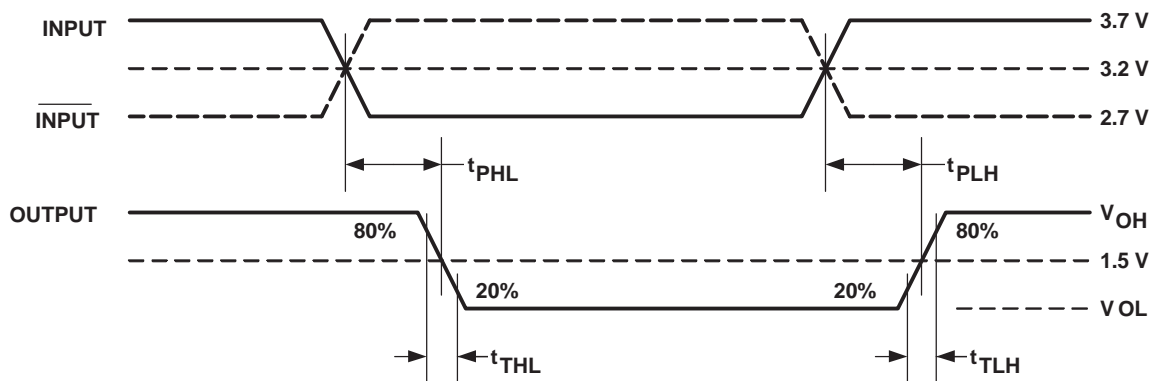 INPUT
3.7 V
3.2 V
INPUT
2.7 V
tPHL
tPLH
OUTPUT
80%
80%
VOH
1.5 V
20%
20%
VOL
tTHL
tTLH